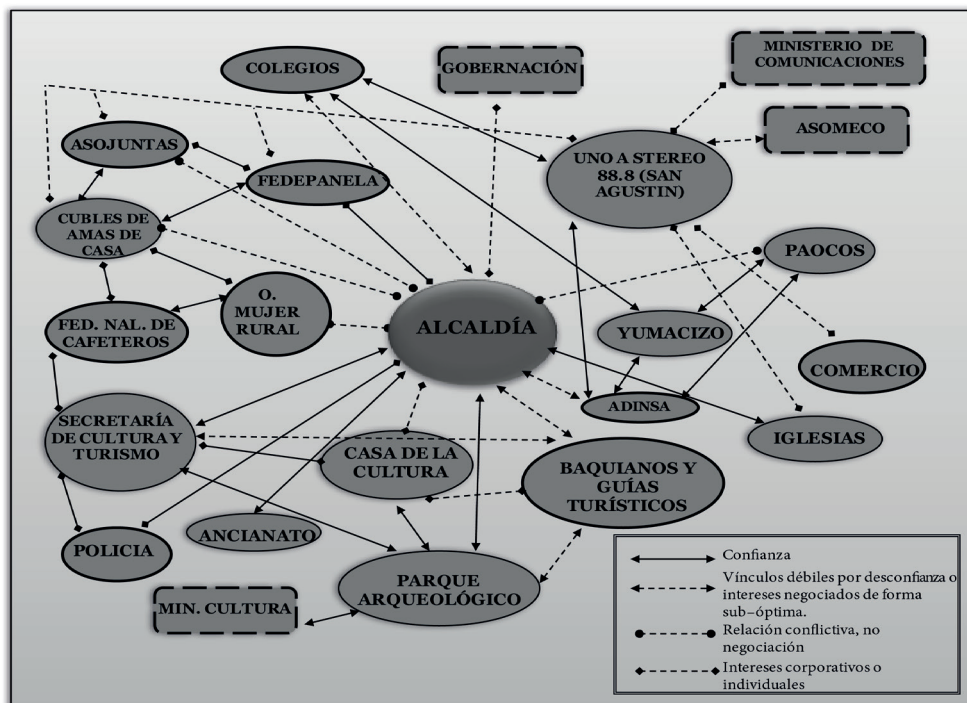 COLEGIOS
GOBERNACIÓN
MINISTERIO DE
COMUNICACIONES
ASOMECO
ASOJUNTAS
FEDEPANELA
UNO A STEREO
88.8 (SAN
AGUSTIN)
CUBLES DE
AMAS DE
CASA
PAOCOS
O.
MUJER
RURAL
ALCALDÍA
FED. NAL. DE
CAFETEROS
YUMACIZO
COMERCIO
ADINSA
SECRETARÍA
DE CULTURA Y
TURISMO
IGLESIAS
CASA DE LA
CULTURA
BAQUIANOS Y
GUÍAS
TURÍSTICOS
ANCIANATO
POLICIA
PARQUE
ARQUEOLÓGICO
MIN. CULTURA
Confianza
Vínculos débiles por desconfianza o
intereses negociados de forma
sub-óptima.
Relación conflictiva, no
negociación
Intereses corporativos o
individuales